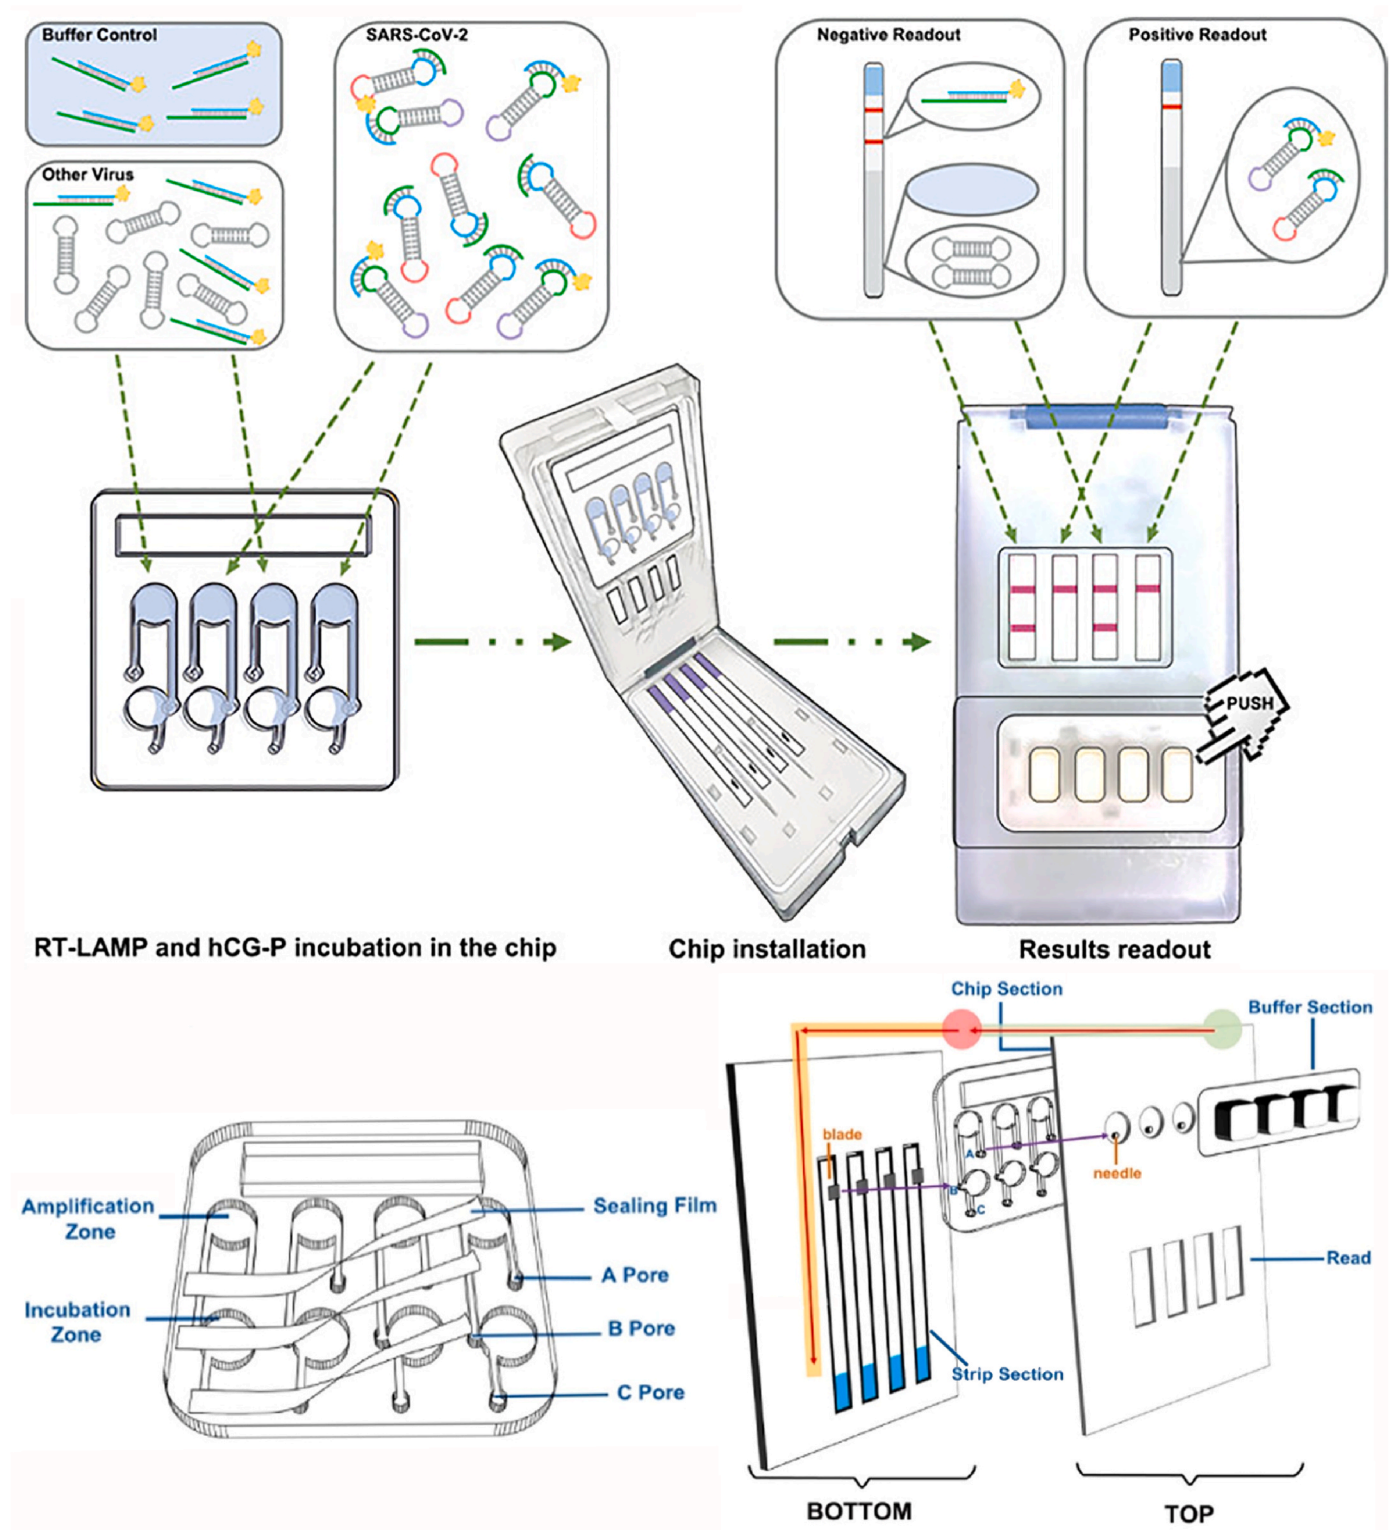 Buffer Control
SARS-CoV-2
Negative Readout
Positive Readout
Other Virus
PUSH
RT-LAMP and hCG-P incubation in the chip
Chip installation
Results readout
Chip Section
Buffer Section
blade
needle
A
B
C
Amplification
Zone
Sealing Film
A Pore
Incubation
Zone
B Pore
C Pore
Read
Strip Section
BOTTOM
TOP